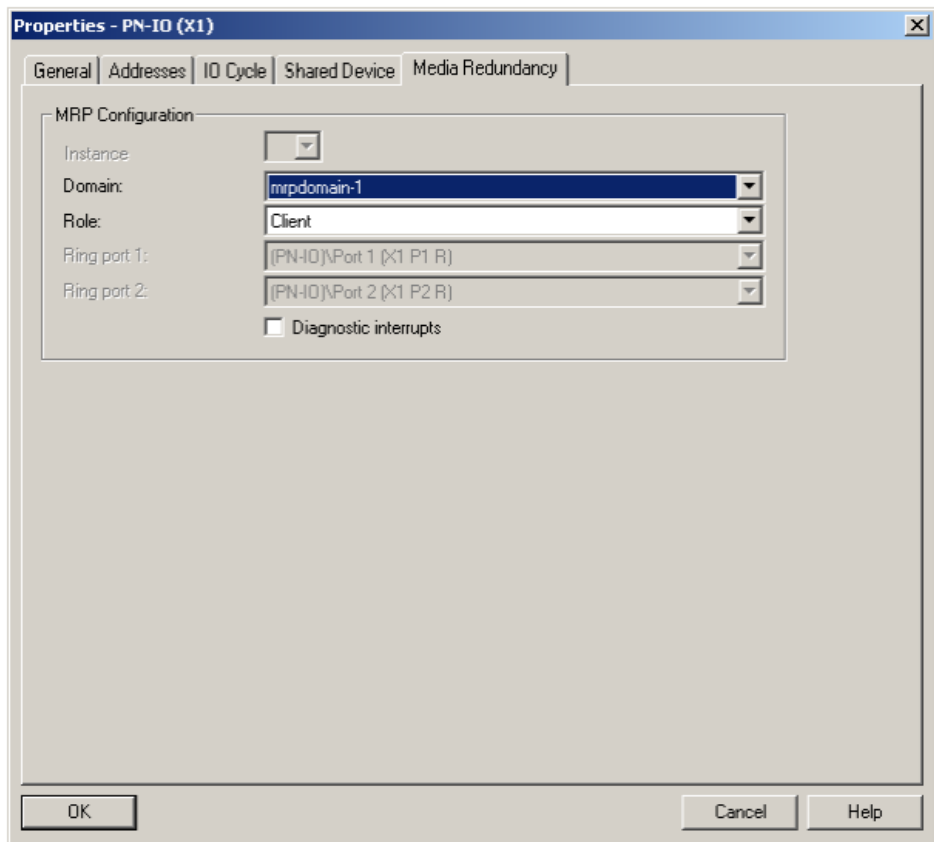 Properties - PN-IO (X1)
General Addresses IO Cycle Shared Device Media Redundancy
MRP Configuration
Instance
Domain: mrpdomain-1
Role: Client
Ring port 1: (PN-IO)\Port 1 (X1 P1 R)
Ring port 2: (PN-IO)\Port 2 (X1 P2 R)
Diagnostic interrupts
OK Cancel Help